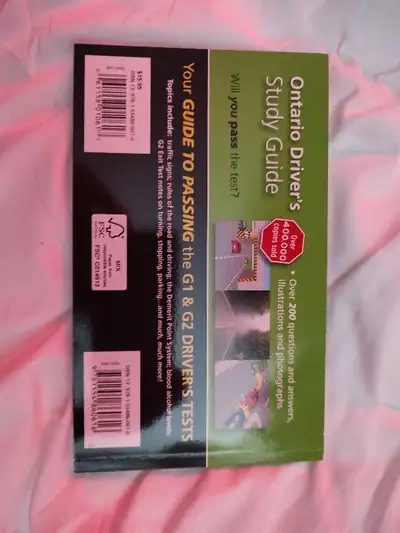 Ontario Driver's
Study Guide
Will you pass the test?
Over
400,000
copies sold
• Over 200 questions and answers,
illustrations and photographs
Your GUIDE TO PASSING the G1 & G2 DRIVER'S TESTS
Topics include: traffic signs; rules of the road and driving; the Demerit Point System; blood alcohol levels;
G2 Exit Test notes on turning, stopping, parking...and much, much more!
$15.95
MIX
FSC